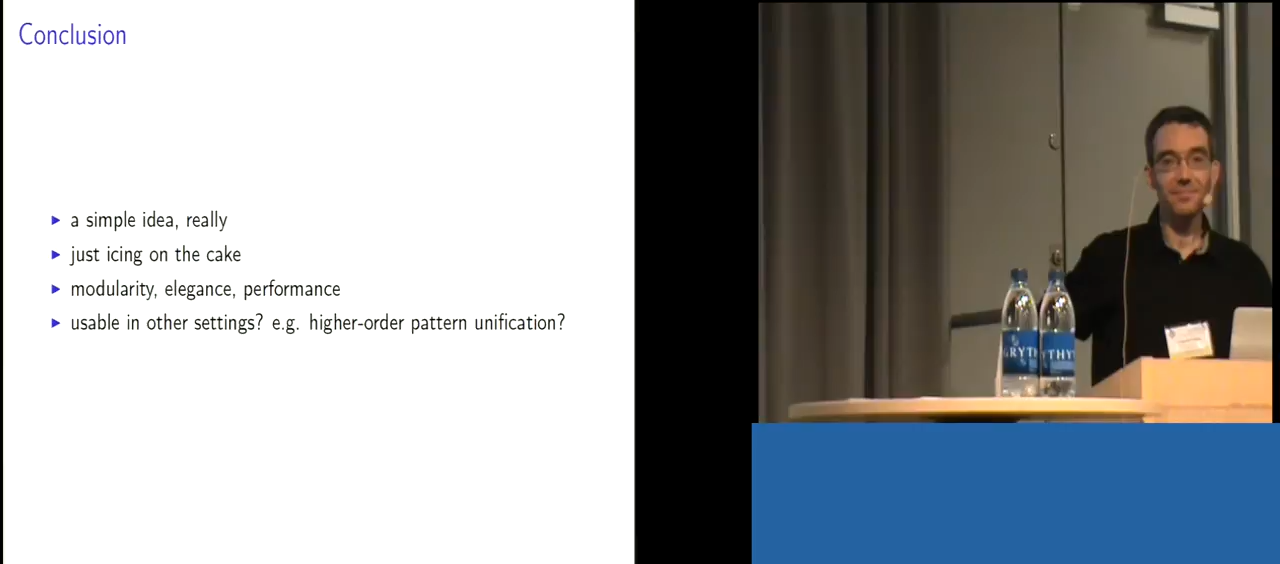 Conclusion
▶ a simple idea, really
▶ just icing on the cake
▶ modularity, elegance, performance
▶ usable in other settings? e.g. higher-order pattern unification?